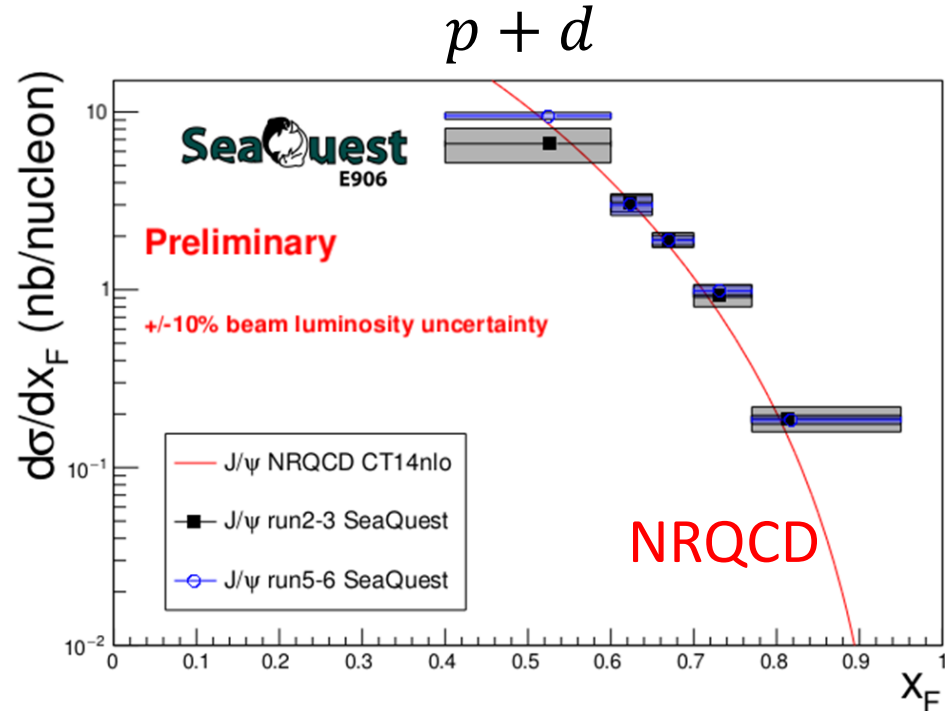 p + d
dσ/dx_F (nb/nucleon)
10
1
10⁻¹
10⁻²
SeaQuest
E906
Preliminary
+/-10% beam luminosity uncertainty
J/ψ NRQCD CT14nlo
J/ψ run2-3 SeaQuest
J/ψ run5-6 SeaQuest
NRQCD
0 0.1 0.2 0.3 0.4 0.5 0.6 0.7 0.8 0.9 1
x_F